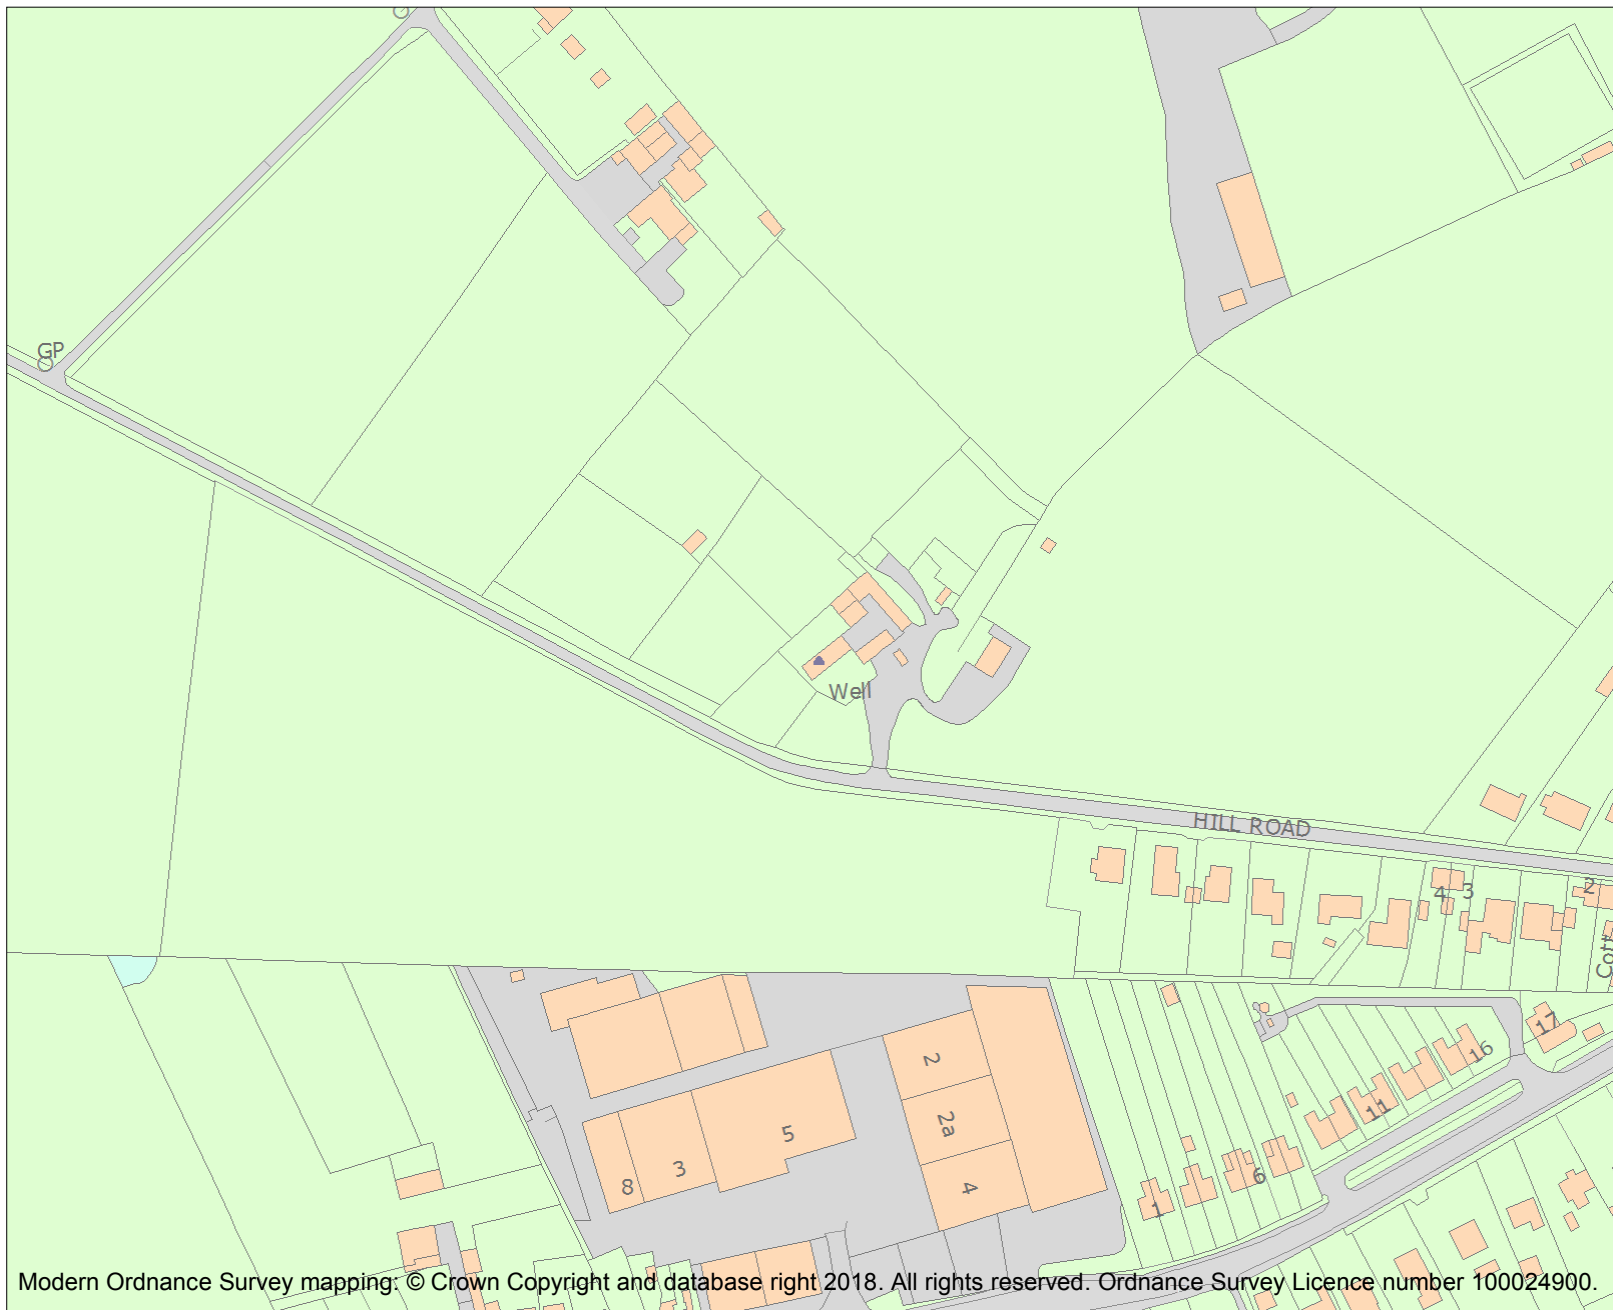 GP
Well
HILL ROAD
4
3
2
Cott
17
16
11
6
1
2
2a
4
5
3
8
Modern Ordnance Survey mapping: © Crown Copyright and database right 2018. All rights reserved. Ordnance Survey Licence number 100024900.